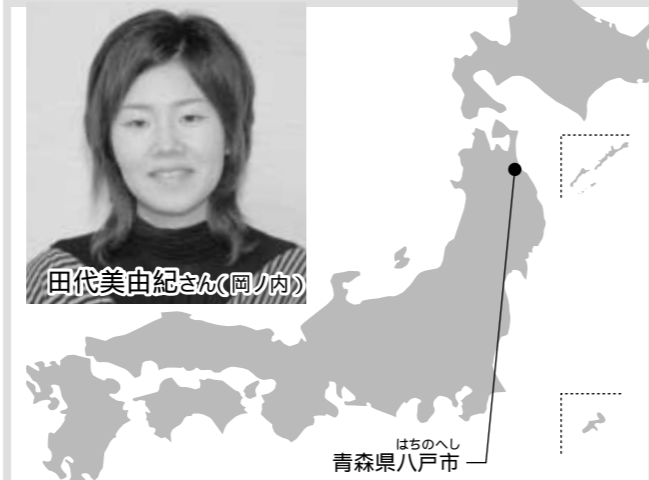 田代美由紀さん(岡ノ内)
はちのへし
青森県八戸市